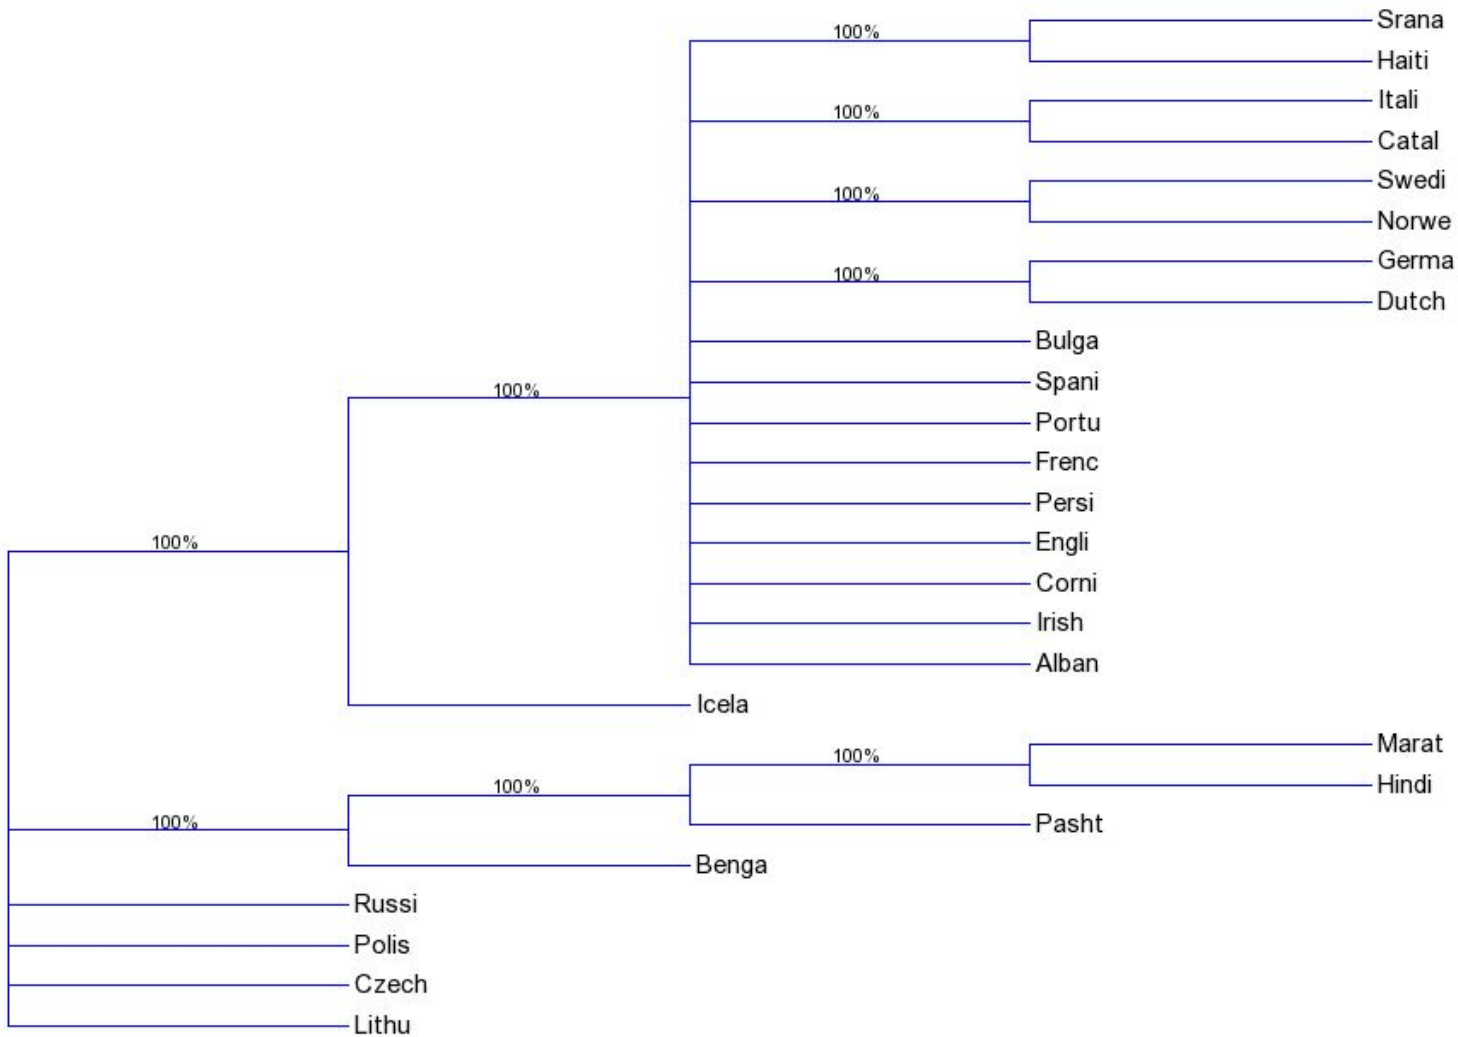 Srana
100%
Haiti
Itali
100%
Catal
Swedi
100%
Norwe
Germa
100%
Dutch
Bulga
Spani
100%
Portu
Frenc
Persi
Engli
100%
Corni
Irish
Alban
Icela
Marat
100%
Hindi
100%
Pasht
100%
Benga
Russi
Polis
Czech
Lithu